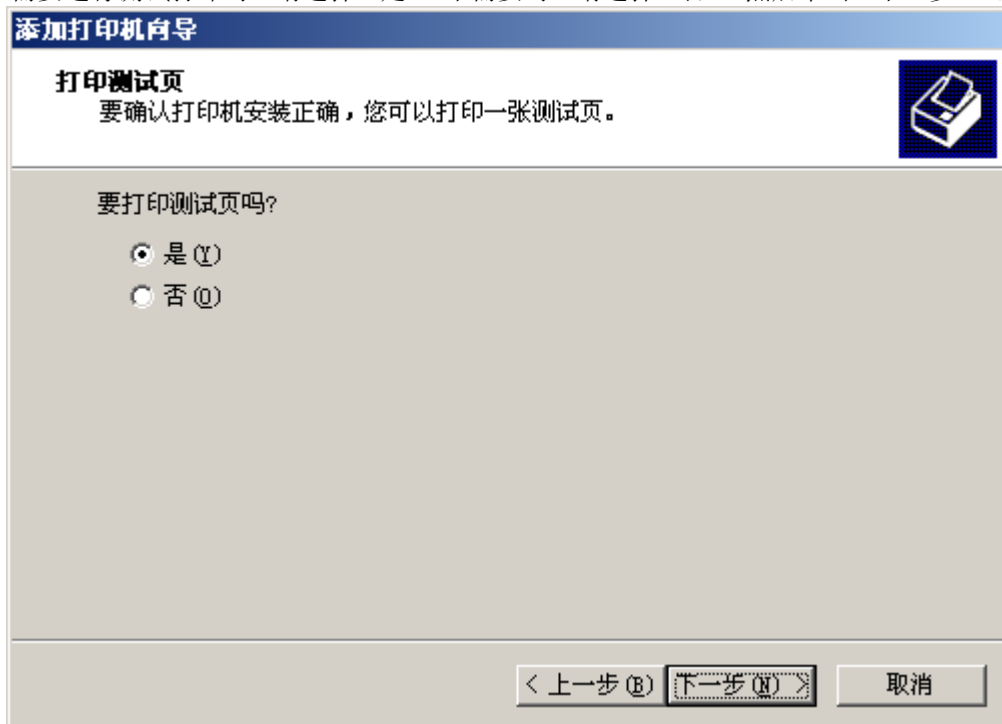 添加打印机向导
打印测试页
要确认打印机安装正确，您可以打印一张测试页。
要打印测试页吗?
是(Y)
否(O)
< 上一步(B)
下一步(N) >
取消